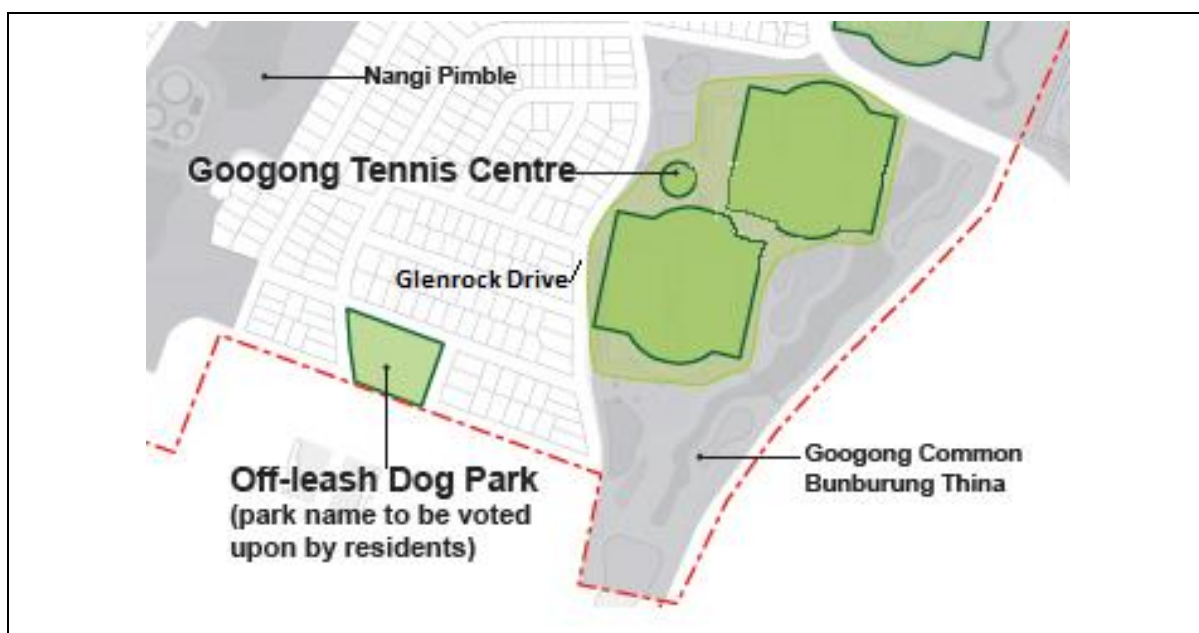 Nangi Pimble
Googong Tennis Centre
Glenrock Drive
Off-leash Dog Park
(park name to be voted
upon by residents)
Googong Common
Bunburung Thina